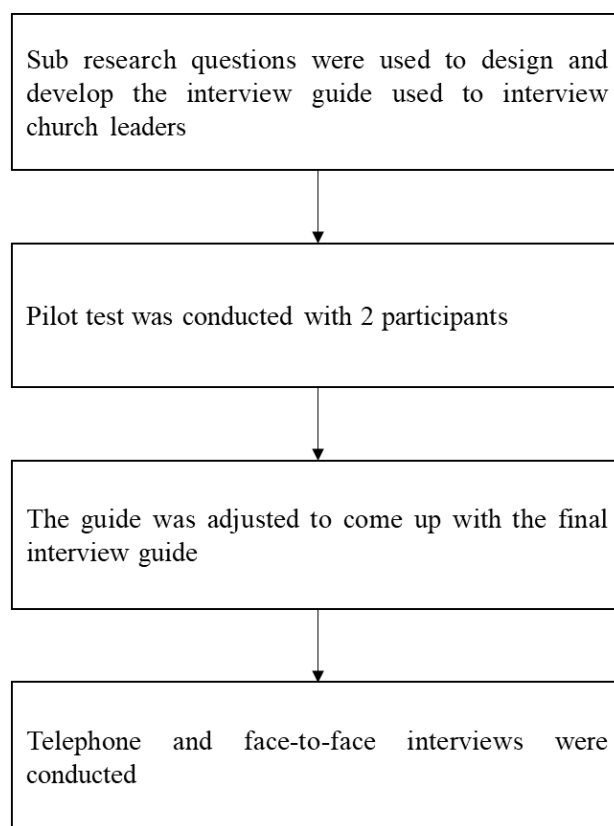 Sub research questions were used to design and
develop the interview guide used to interview
church leaders
Pilot test was conducted with 2 participants
The guide was adjusted to come up with the final
interview guide
Telephone and face-to-face interviews were
conducted